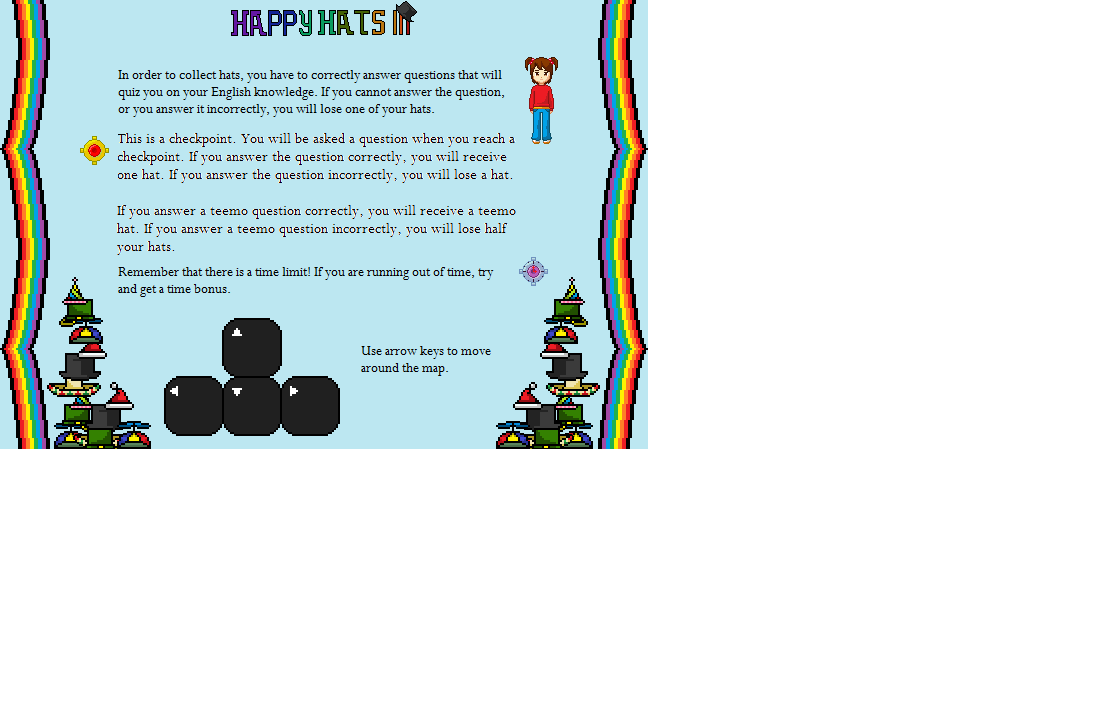 HAPPY HATS III
In order to collect hats, you have to correctly answer questions that will
quiz you on your English knowledge. If you cannot answer the question,
or you answer it incorrectly, you will lose one of your hats.
This is a checkpoint. You will be asked a question when you reach a
checkpoint. If you answer the question correctly, you will receive
one hat. If you answer the question incorrectly, you will lose a hat.
If you answer a teemo question correctly, you will receive a teemo
hat. If you answer a teemo question incorrectly, you will lose half
your hats.
Remember that there is a time limit! If you are running out of time, try
and get a time bonus.
Use arrow keys to move
around the map.